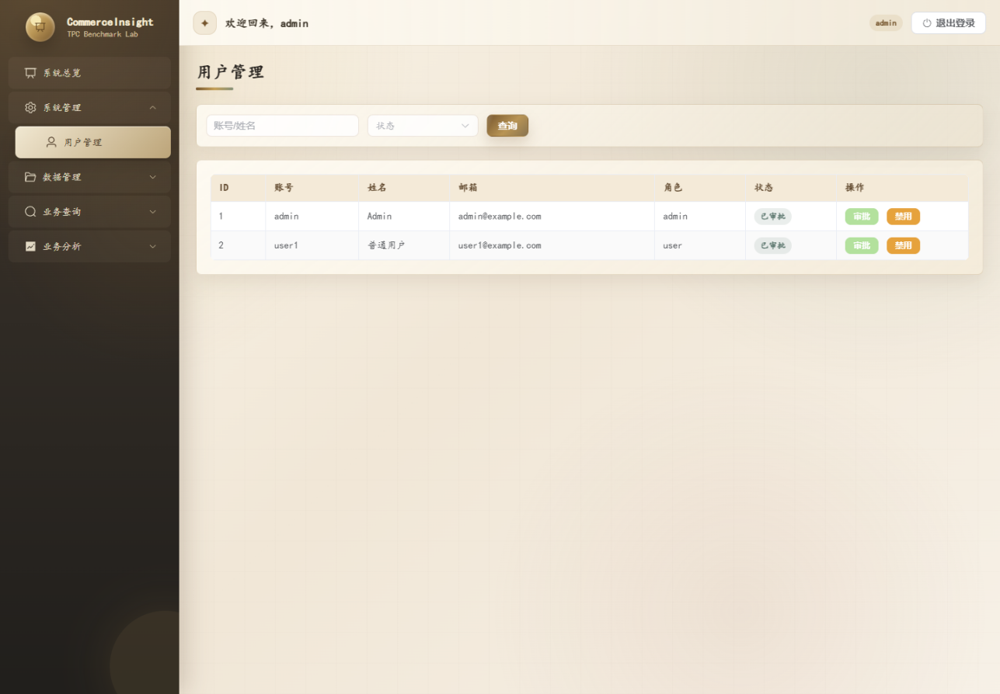 CommerceInsight
TPC Benchmark Lab
系统总览
系统管理
用户管理
数据管理
业务查询
业务分析
欢迎回来, admin
admin
退出登录
用户管理
账号/姓名
状态
查询
ID 账号 姓名 邮箱 角色 状态 操作
1 admin Admin admin@example.com admin 已审批 审批 禁用
2 user1 普通用户 user1@example.com user 已审批 审批 禁用